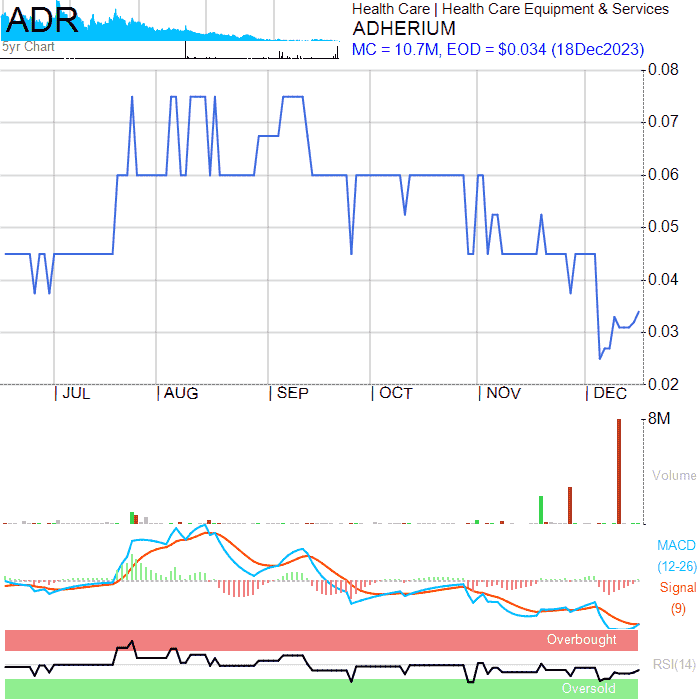 ADR
5yr Chart
Health Care | Health Care Equipment & Services
ADHERIUM
MC = 10.7M, EOD = $0.034 (18Dec2023)
0.08
0.07
0.06
0.05
0.04
0.03
0.02
JUL AUG SEP OCT NOV DEC
8M
Volume
MACD
(12-26)
Signal
(9)
Overbought
RSI(14)
Oversold